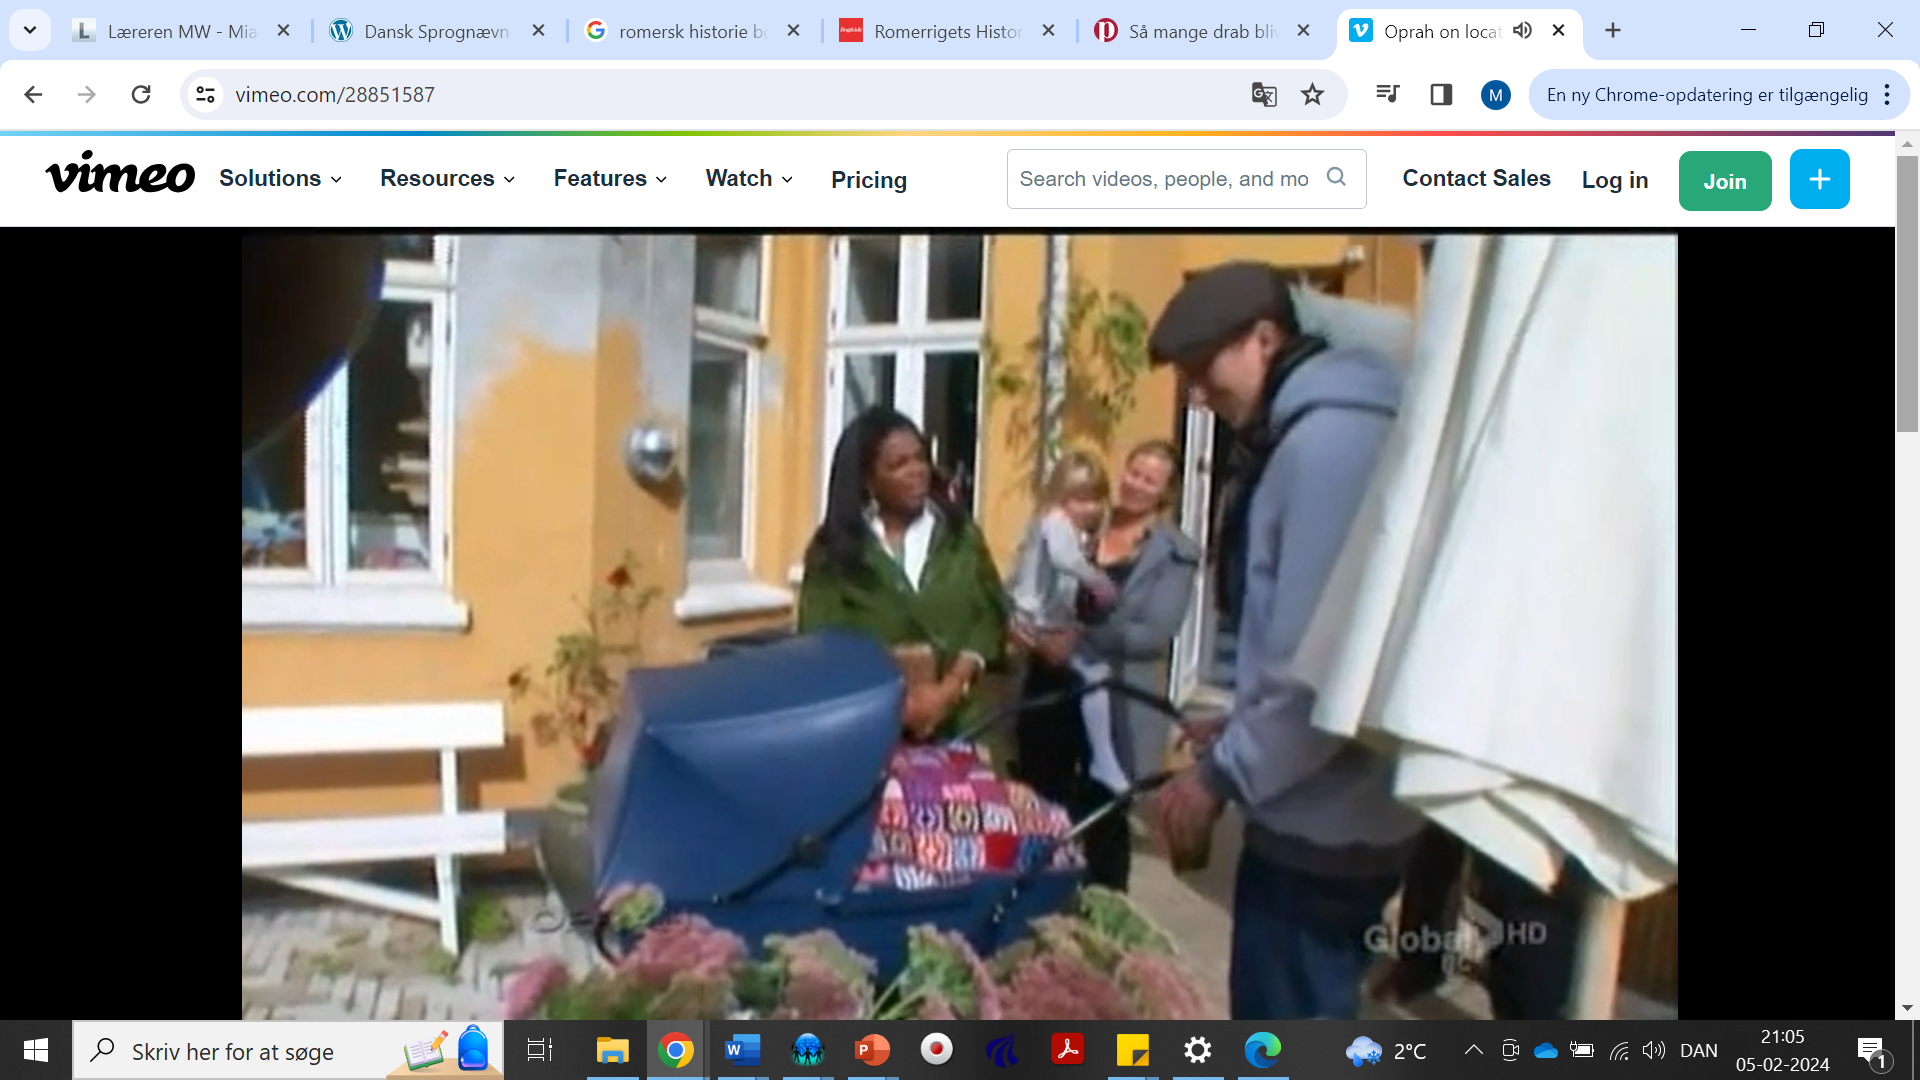 Læreren MW - Mia
Dansk Sprognævn
romersk historie bo
Romerrigets Histor
Så mange drab bliv
Oprah on locat
vimeo.com/28851587
M
En ny Chrome-opdatering er tilgængelig
vimeo
Solutions
Resources
Features
Watch
Pricing
Search videos, people, and mo
Contact Sales
Log in
Join
Global HD
Skriv her for at søge
2°C
DAN
21:05
05-02-2024
1